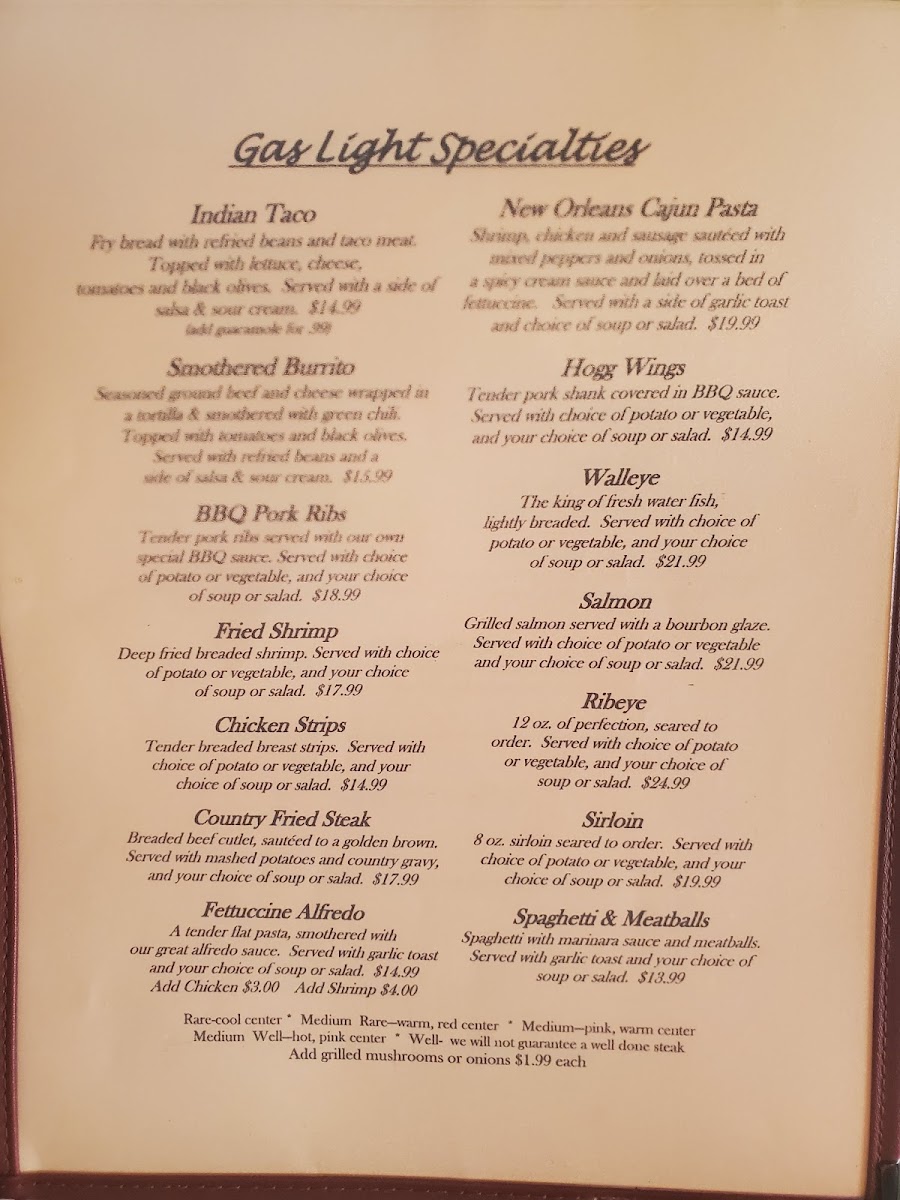 Gas Light Specialties
Indian Taco
Fry bread with refried beans and taco meat.
Topped with lettuce, cheese,
tomatoes and black olives. Served with a side of
salsa & sour cream. $14.99
(add guacamole for .99)
Smothered Burrito
Seasoned ground beef and cheese wrapped in
a tortilla & smothered with green chili.
Topped with tomatoes and black olives.
Served with refried beans and a
side of salsa & sour cream. $15.99
BBQ Pork Ribs
Tender pork ribs served with our own
special BBQ sauce. Served with choice
of potato or vegetable, and your choice
of soup or salad. $18.99
Fried Shrimp
Deep fried breaded shrimp. Served with choice
of potato or vegetable, and your choice
of soup or salad. $17.99
Chicken Strips
Tender breaded breast strips. Served with
choice of potato or vegetable, and your
choice of soup or salad. $14.99
Country Fried Steak
Breaded beef cutlet, sautéed to a golden brown.
Served with mashed potatoes and country gravy,
and your choice of soup or salad. $17.99
Fettuccine Alfredo
A tender flat pasta, smothered with
our great alfredo sauce. Served with garlic toast
and your choice of soup or salad. $14.99
Add Chicken $3.00 Add Shrimp $4.00
New Orleans Cajun Pasta
Shrimp, chicken and sausage sautéed with
mixed peppers and onions, tossed in
a spicy cream sauce and laid over a bed of
fettuccine. Served with a side of garlic toast
and choice of soup or salad. $19.99
Hogg Wings
Tender pork shank covered in BBQ sauce.
Served with choice of potato or vegetable,
and your choice of soup or salad. $14.99
Walleye
The king of fresh water fish,
lightly breaded. Served with choice of
potato or vegetable, and your choice
of soup or salad. $21.99
Salmon
Grilled salmon served with a bourbon glaze.
Served with choice of potato or vegetable
and your choice of soup or salad. $21.99
Ribeye
12 oz. of perfection, seared to
order. Served with choice of potato
or vegetable, and your choice of
soup or salad. $24.99
Sirloin
8 oz. sirloin seared to order. Served with
choice of potato or vegetable, and your
choice of soup or salad. $19.99
Spaghetti & Meatballs
Spaghetti with marinara sauce and meatballs.
Served with garlic toast and your choice of
soup or salad. $13.99
Rare-cool center * Medium Rare—warm, red center * Medium—pink, warm center
Medium Well—hot, pink center * Well- we will not guarantee a well done steak
Add grilled mushrooms or onions $1.99 each